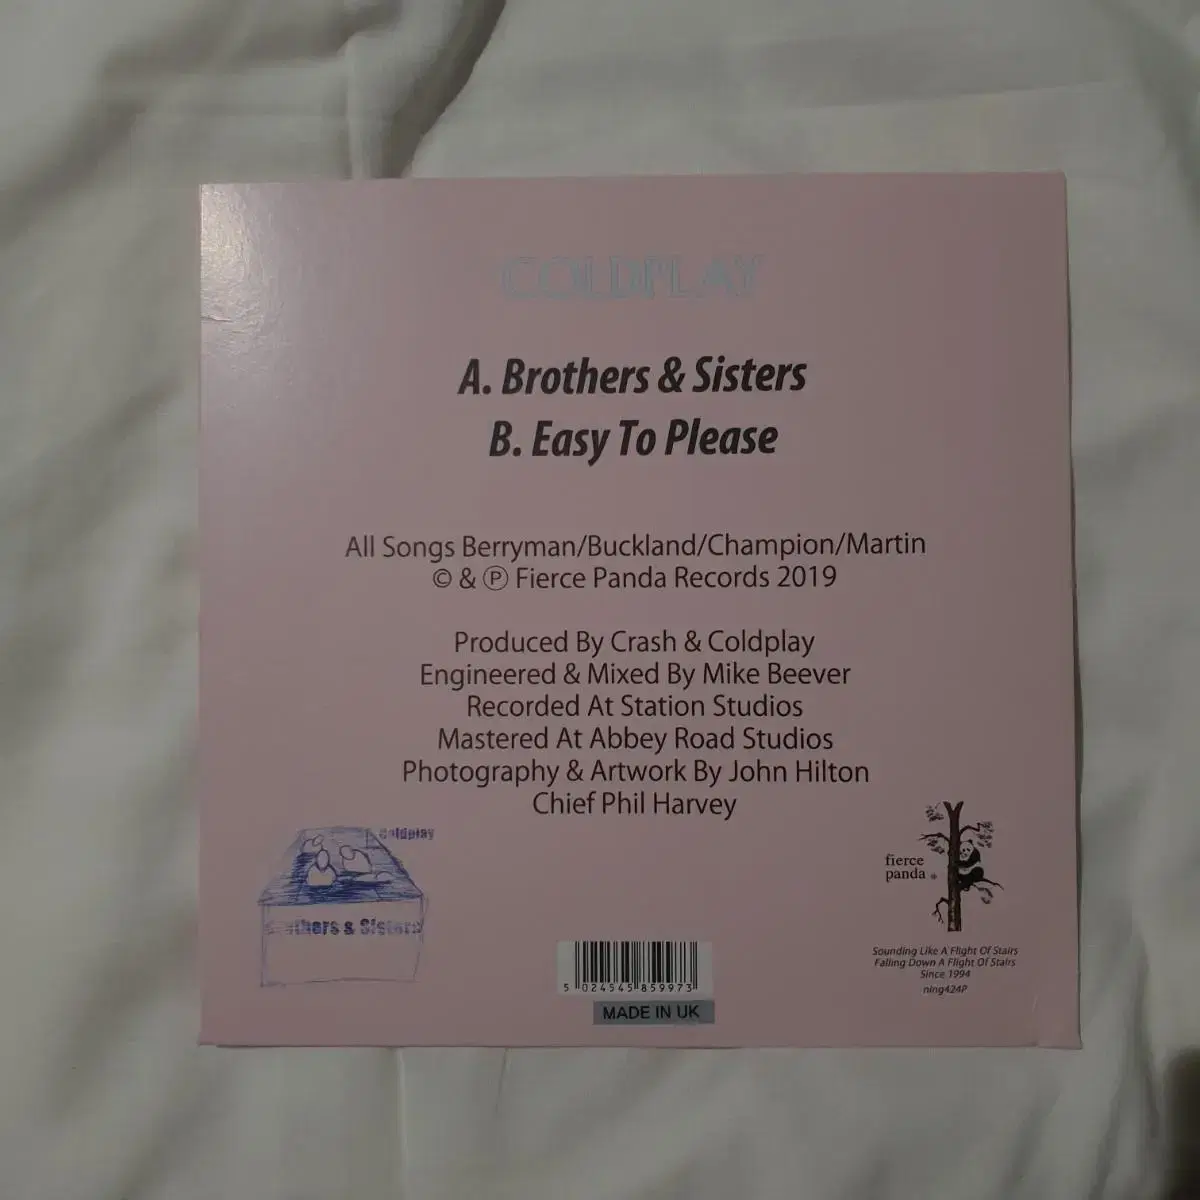 COLDPLAY
A. Brothers & Sisters
B. Easy To Please
All Songs Berryman/Buckland/Champion/Martin
© & ℗ Fierce Panda Records 2019
Produced By Crash & Coldplay
Engineered & Mixed By Mike Beever
Recorded At Station Studios
Mastered At Abbey Road Studios
Photography & Artwork By John Hilton
Chief Phil Harvey
Coldplay
Brothers & Sisters
5 024545 859973
MADE IN UK
fierce
panda
Sounding Like A Flight Of Stairs
Falling Down A Flight Of Stairs
Since 1994
ning424P